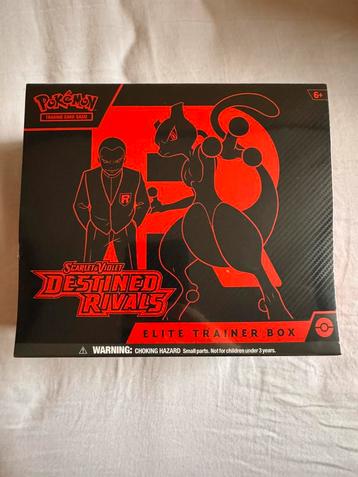 POKéMON
TRADING CARD GAME
6+
R
SCARLET & VIOLET
DESTINED
RIVALS
ELITE TRAINER BOX
WARNING: CHOKING HAZARD Small parts. Not for children under 3 years.